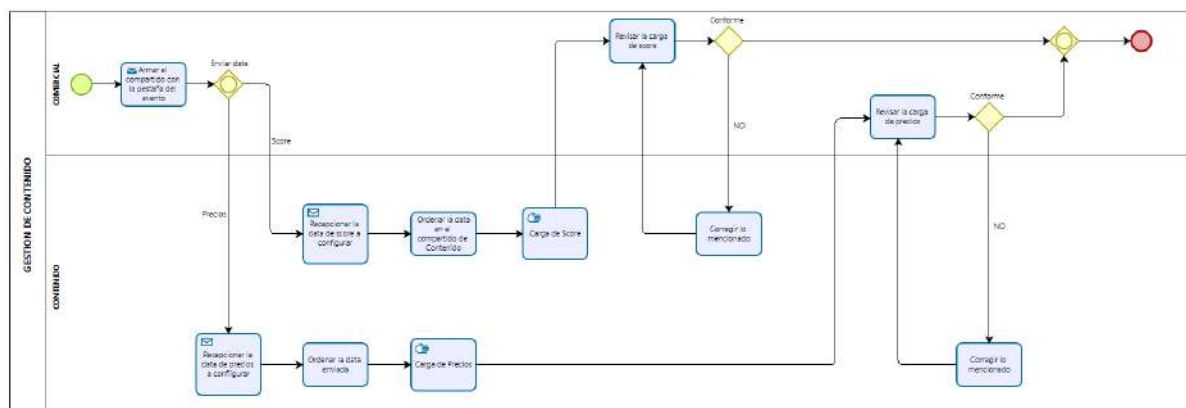 GESTION DE CONTENIDO
COMERCIAL
Armar el
compartido con
la pestaña del
evento
Enviar data
Score
Precios
Revisar la carga
de score
Conforme
NO
Revisar la carga
de precios
Conforme
NO
CONTENIDO
Recepcionar la
data de score a
configurar
Ordenar la data
en el
compartido de
Contenido
Carga de Score
Corregir lo
mencionado
Recepcionar la
data de precios
a configurar
Ordenar la data
enviada
Carga de Precios
Corregir lo
mencionado